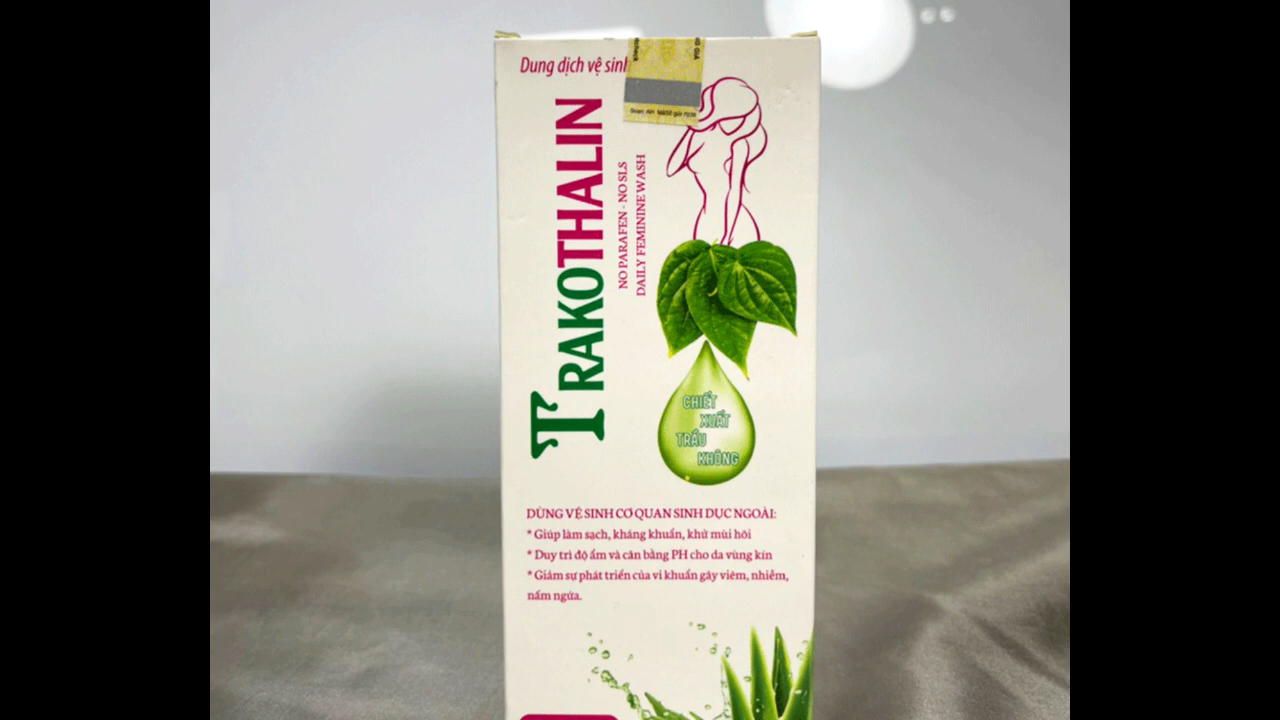 Dung dịch vệ sinh
TRAKOTHALIN
NO PARAFEN - NO SLS
DAILY FEMININE WASH
CHIẾT
XUẤT
TRẦU
KHÔNG
DÙNG VỆ SINH CƠ QUAN SINH DỤC NGOÀI:
* Giúp làm sạch, kháng khuẩn, khử mùi hôi
* Duy trì độ ẩm và cân bằng PH cho da vùng kín
* Giảm sự phát triển của vi khuẩn gây viêm, nhiễm,
nấm ngứa.